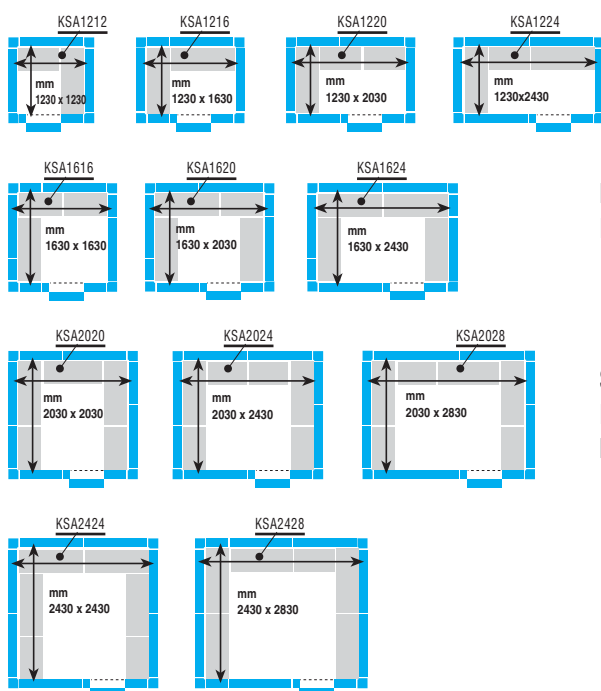 KSA1212
mm
1230 x 1230
KSA1216
mm
1230 x 1630
KSA1220
mm
1230 x 2030
KSA1224
mm
1230x2430
KSA1616
mm
1630 x 1630
KSA1620
mm
1630 x 2030
KSA1624
mm
1630 x 2430
KSA2020
mm
2030 x 2030
KSA2024
mm
2030 x 2430
KSA2028
mm
2030 x 2830
KSA2424
mm
2430 x 2430
KSA2428
mm
2430 x 2830